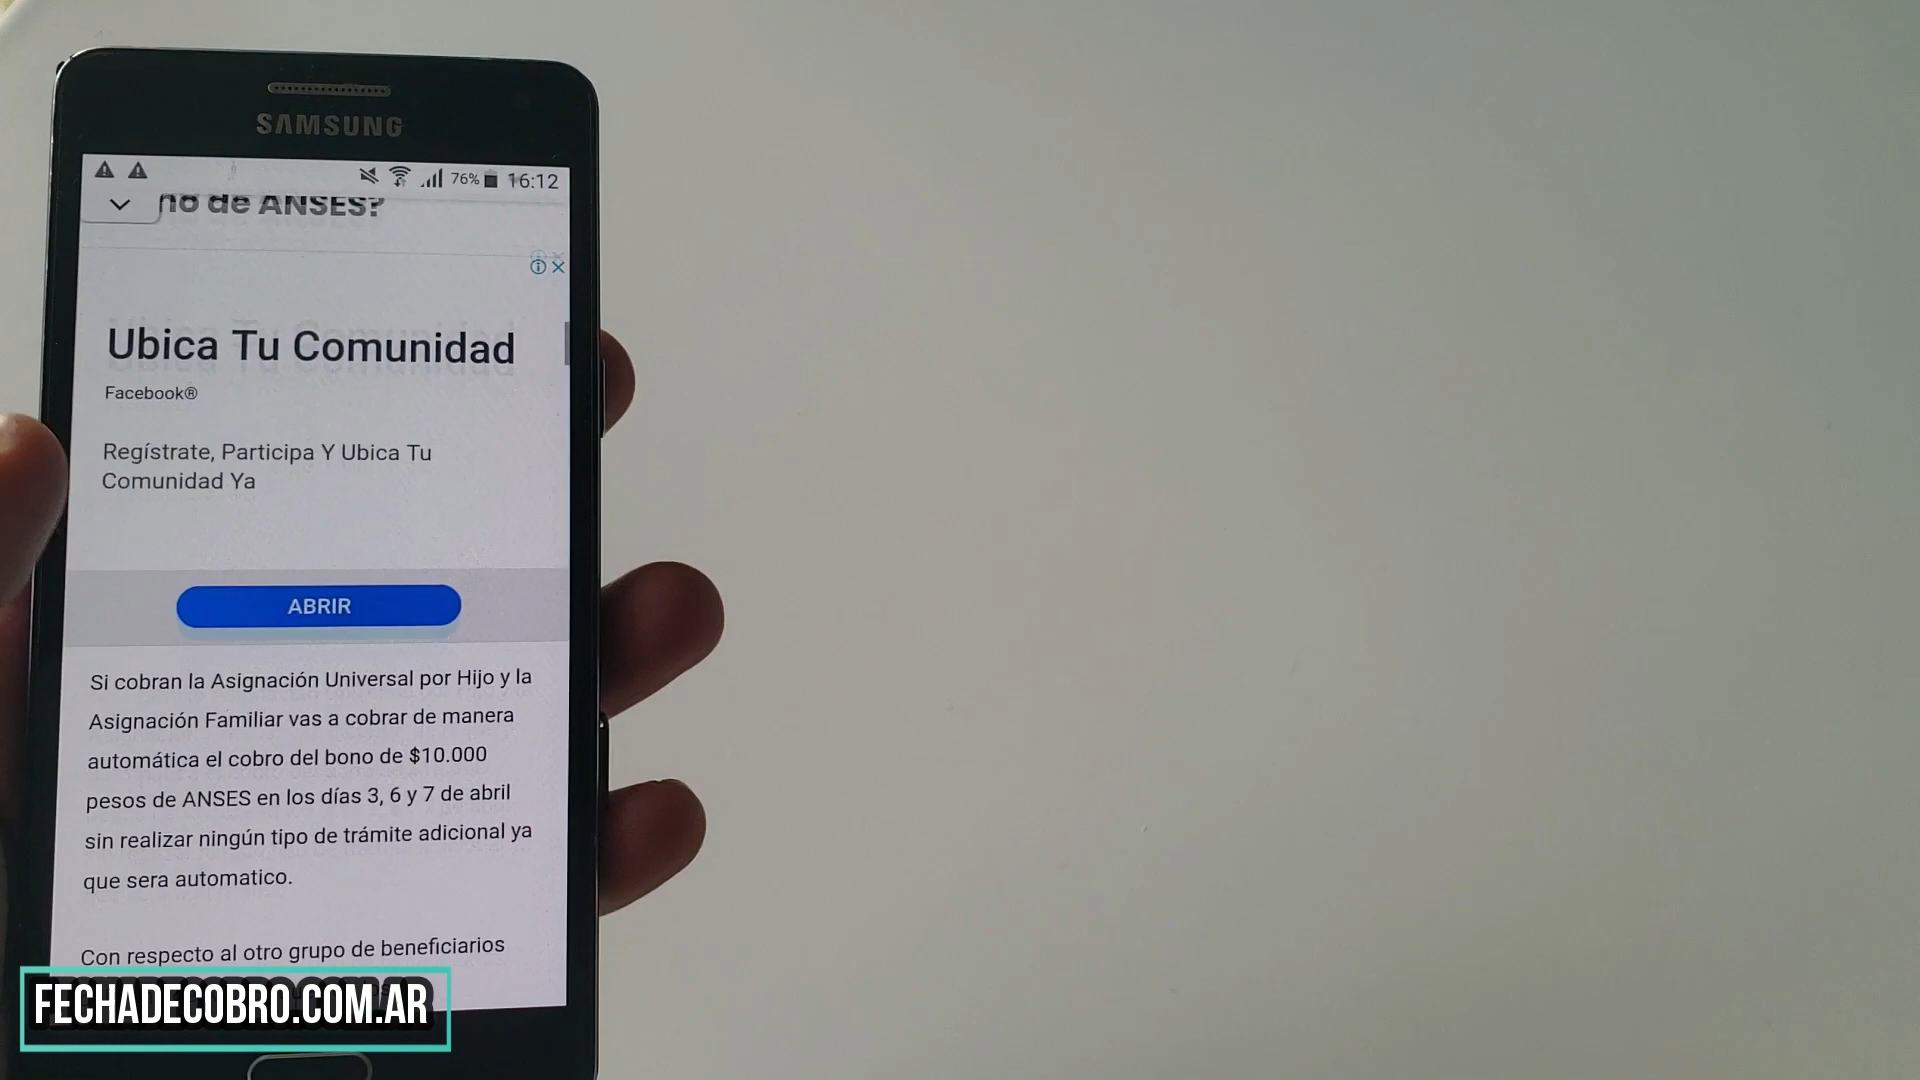 SAMSUNG
76% 16:12
no de ANSES?
Ubica Tu Comunidad
Facebook®
Regístrate, Participa Y Ubica Tu
Comunidad Ya
ABRIR
Si cobran la Asignación Universal por Hijo y la
Asignación Familiar vas a cobrar de manera
automática el cobro del bono de $10.000
pesos de ANSES en los días 3, 6 y 7 de abril
sin realizar ningún tipo de trámite adicional ya
que sera automatico.
Con respecto al otro grupo de beneficiarios
FECHADECOBRO.COM.AR